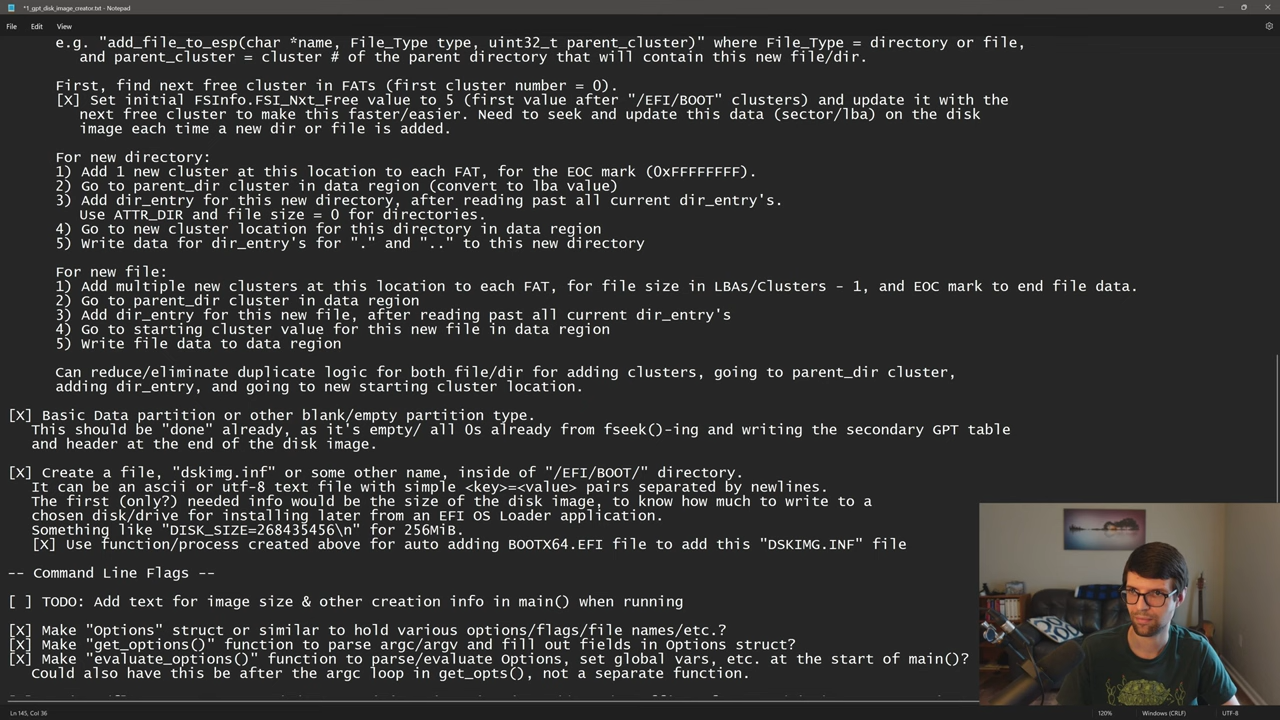 *1_gpt_disk_image_creator.txt - Notepad
File Edit View
e.g. "add_file_to_esp(char *name, File_Type type, uint32_t parent_cluster)" where File_Type = directory or file,
and parent_cluster = cluster # of the parent directory that will contain this new file/dir.
First, find next free cluster in FATs (first cluster number = 0).
[X] Set initial FSInfo.FSI_Nxt_Free value to 5 (first value after "/EFI/BOOT" clusters) and update it with the
next free cluster to make this faster/easier. Need to seek and update this data (sector/lba) on the disk
image each time a new dir or file is added.
For new directory:
1) Add 1 new cluster at this location to each FAT, for the EOC mark (0xFFFFFFFF).
2) Go to parent_dir cluster in data region (convert to lba value)
3) Add dir_entry for this new directory, after reading past all current dir_entry's.
Use ATTR_DIR and file size = 0 for directories.
4) Go to new cluster location for this directory in data region
5) Write data for dir_entry's for "." and ".." to this new directory
For new file:
1) Add multiple new clusters at this location to each FAT, for file size in LBAs/Clusters - 1, and EOC mark to end file data.
2) Go to parent_dir cluster in data region
3) Add dir_entry for this new file, after reading past all current dir_entry's
4) Go to starting cluster value for this new file in data region
5) Write file data to data region
Can reduce/eliminate duplicate logic for both file/dir for adding clusters, going to parent_dir cluster,
adding dir_entry, and going to new starting cluster location.
[X] Basic Data partition or other blank/empty partition type.
This should be "done" already, as it's empty/ all 0s already from fseek()-ing and writing the secondary GPT table
and header at the end of the disk image.
[X] Create a file, "dskimg.inf" or some other name, inside of "/EFI/BOOT/" directory.
It can be an ascii or utf-8 text file with simple <key>=<value> pairs separated by newlines.
The first (only?) needed info would be the size of the disk image, to know how much to write to a
chosen disk/drive for installing later from an EFI OS Loader application.
Something like "DISK_SIZE=268435456\n" for 256MiB.
[X] Use function/process created above for auto adding BOOTX64.EFI file to add this "DSKIMG.INF" file
-- Command Line Flags --
[ ] TODO: Add text for image size & other creation info in main() when running
[X] Make "Options" struct or similar to hold various options/flags/file names/etc.?
[X] Make "get_options()" function to parse argc/argv and fill out fields in Options struct?
[X] Make "evaluate_options()" function to parse/evaluate Options, set global vars, etc. at the start of main()?
Could also have this be after the argc loop in get_opts(), not a separate function.
Ln 145, Col 36
120%
Windows (CRLF)
UTF-8